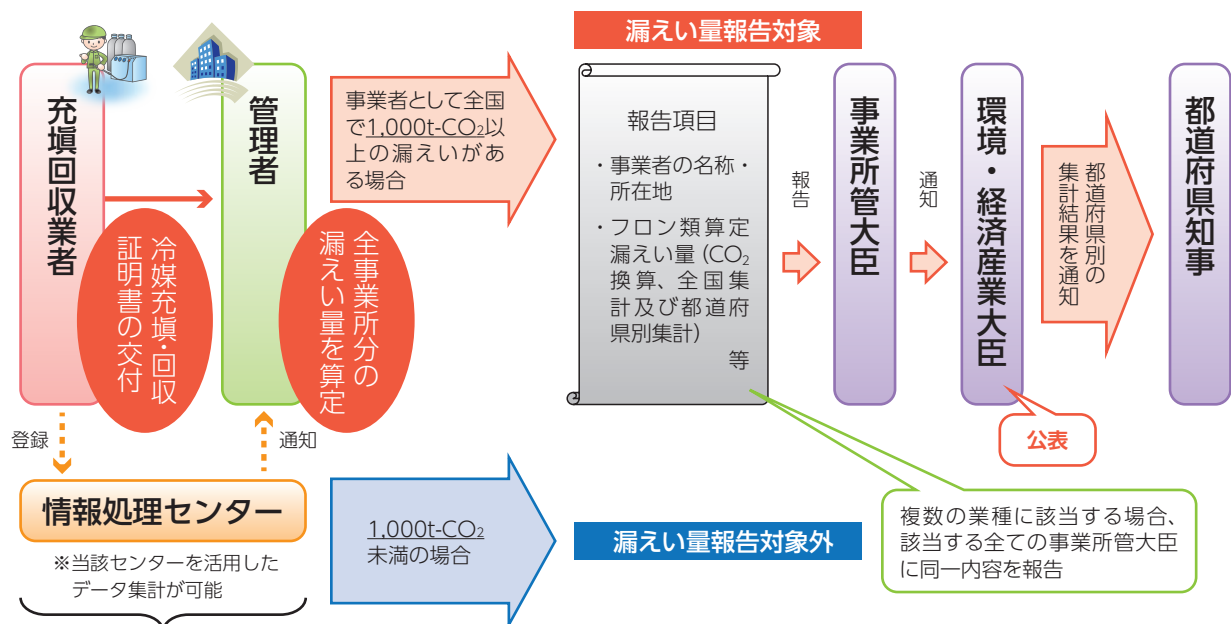 漏えい量報告対象
充塡回収業者
管理者
事業者として全国
で1,000t-CO₂以
上の漏えいがあ
る場合
報告項目
・事業者の名称・
所在地
・フロン類算定
漏えい量(CO₂
換算、全国集
計及び都道府
県別集計)
等
報告
事業所管大臣
通知
環境・経済産業大臣
都道府県別の
集計結果を通知
都道府県知事
冷媒充塡・回収
証明書の交付
全事業所分の
漏えい量を算定
公表
登録
通知
情報処理センター
※当該センターを活用した
データ集計が可能
1,000t-CO₂
未満の場合
漏えい量報告対象外
複数の業種に該当する場合、
該当する全ての事業所管大臣
に同一内容を報告